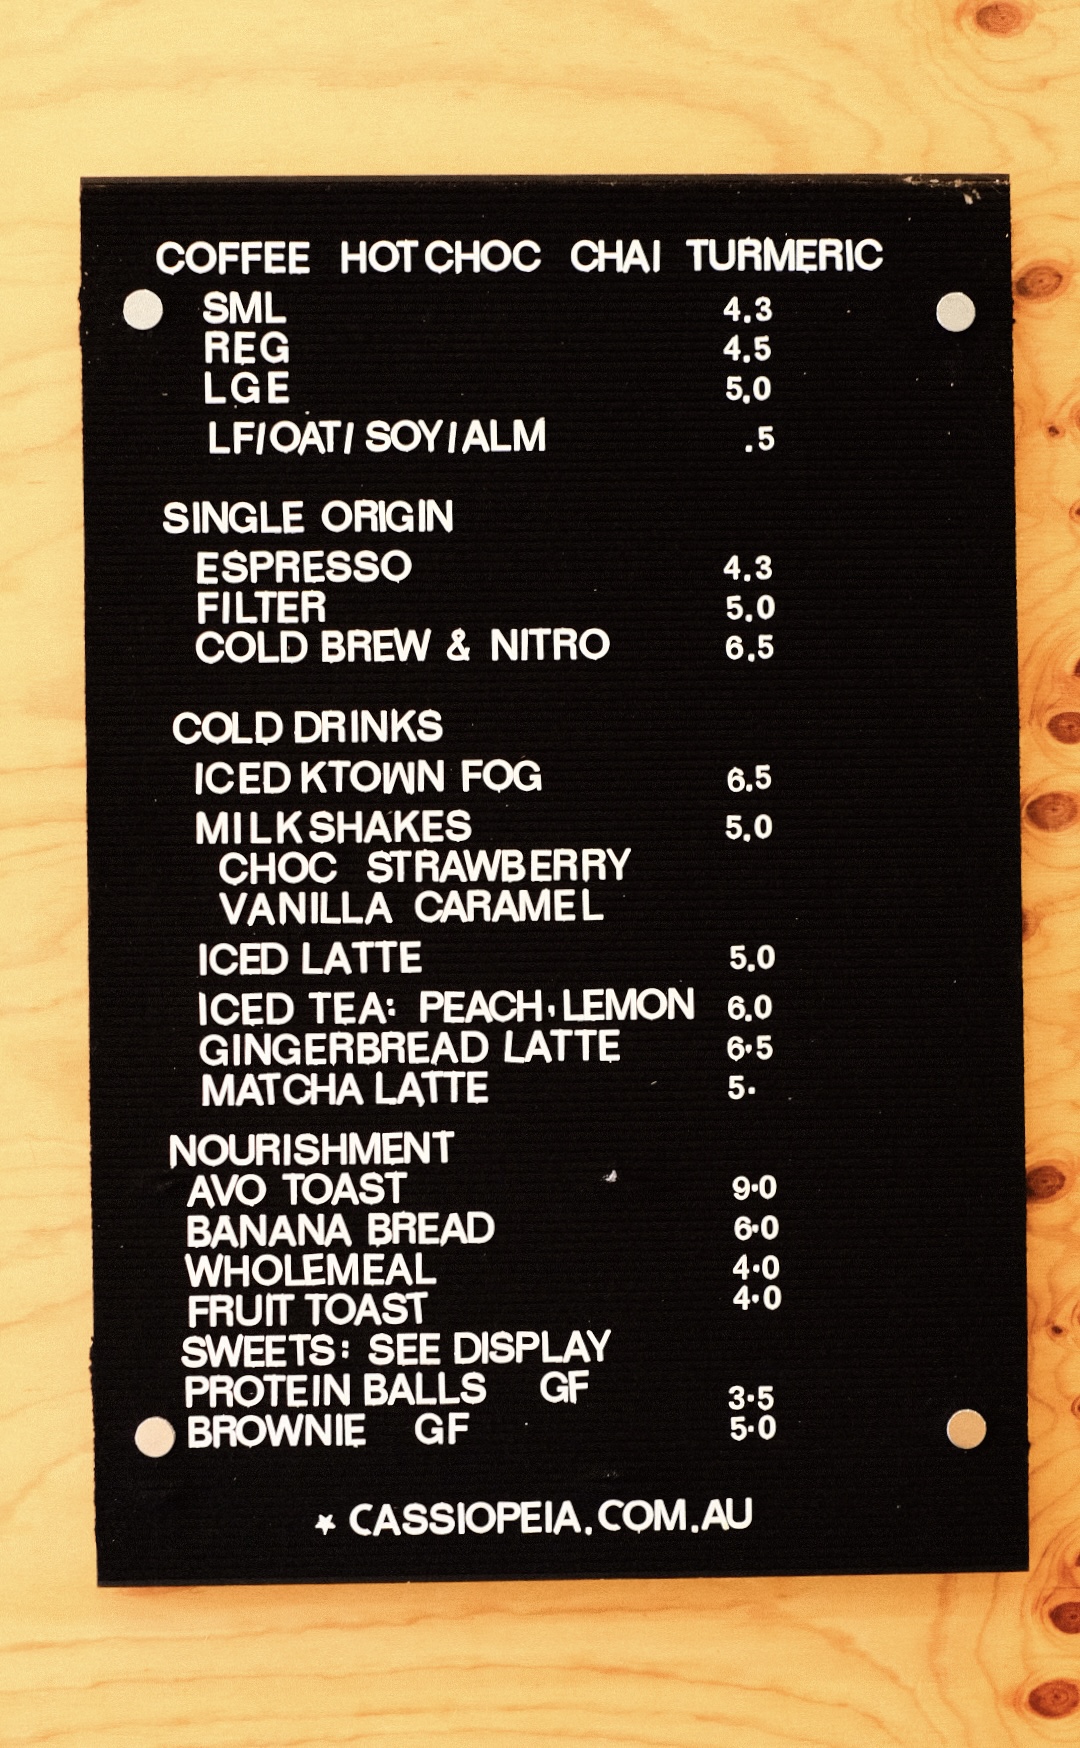 COFFEE HOT CHOC CHAI TURMERIC
SML 4.3
REG 4.5
LGE 5.0
LF/OAT/SOY/ALM .5
SINGLE ORIGIN
ESPRESSO 4.3
FILTER 5.0
COLD BREW & NITRO 6.5
COLD DRINKS
ICED KTOWN FOG 6.5
MILKSHAKES 5.0
CHOC STRAWBERRY
VANILLA CARAMEL
ICED LATTE 5.0
ICED TEA: PEACH, LEMON 6.0
GINGERBREAD LATTE 6.5
MATCHA LATTE 5.
NOURISHMENT
AVO TOAST 9.0
BANANA BREAD 6.0
WHOLEMEAL 4.0
FRUIT TOAST 4.0
SWEETS: SEE DISPLAY
PROTEIN BALLS GF 3.5
BROWNIE GF 5.0
★ CASSIOPEIA.COM.AU